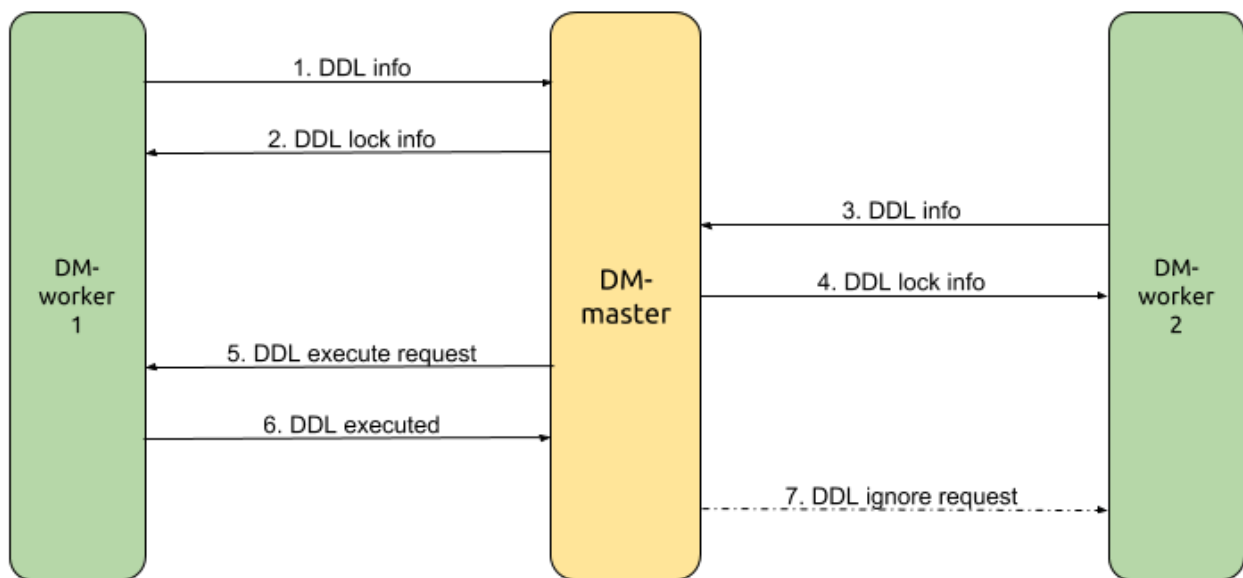 1. DDL info
2. DDL lock info
3. DDL info
DM-
worker
1
DM-
master
DM-
worker
2
4. DDL lock info
5. DDL execute request
6. DDL executed
7. DDL ignore request